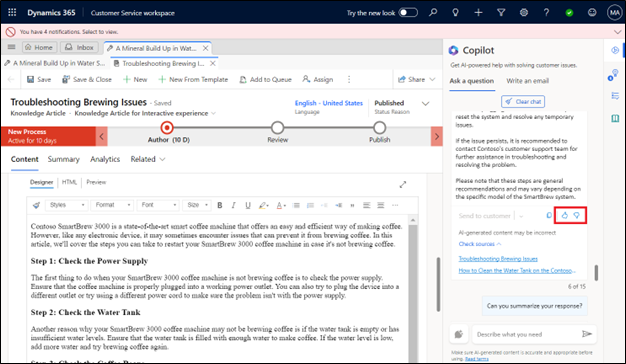 Dynamics 365
Customer Service workspace
Try the new look
MA
You have 4 notifications. Select to view.
Home
Inbox
A Mineral Build Up in Wat...
A Mineral Build Up in Water S...
Troubleshooting Brewing I...
Save
Save & Close
New
New From Template
Add to Queue
Assign
Share
Troubleshooting Brewing Issues - Saved
Knowledge Article · Knowledge Article for Interactive experience
English - United States
Language
Published
Status Reason
New Process
Active for 10 days
Author (10 D)
Review
Publish
Content
Summary
Analytics
Related
Designer
HTML
Preview
Styles
Format
Font
Size
Contoso SmartBrew 3000 is a state-of-the-art smart coffee machine that offers an easy and efficient way of making coffee.
However, like any electronic device, it may sometimes encounter issues that can prevent it from brewing coffee. In this
article, we'll cover the steps you can take to restart your SmartBrew 3000 coffee machine in case it's not brewing coffee.
Step 1: Check the Power Supply
The first thing to do when your SmartBrew 3000 coffee machine is not brewing coffee is to check the power supply.
Ensure that the coffee machine is properly plugged into a working power outlet. You can also try to plug the device into a
different outlet or try using a different power cord to make sure the problem isn't with the power supply.
Step 2: Check the Water Tank
Another reason why your SmartBrew 3000 coffee machine may not be brewing coffee is if the water tank is empty or has
insufficient water levels. Ensure that the water tank is filled with enough water to make coffee. If the water level is low,
add more water and try brewing coffee again.
Copilot
Get AI-powered help with solving customer issues.
Ask a question
Write an email
Clear chat
reset the system and resolve any temporary
issues.
If the issue persists, it is recommended to
contact Contoso's customer support team for
further assistance in troubleshooting and
resolving the problem.
Please note that these steps are general
recommendations and may vary depending on
the specific model of the SmartBrew system.
Send to customer
AI-generated content may be incorrect
Check sources
Troubleshooting Brewing Issues
How to Clean the Water Tank on the Contoso...
6 of 15
Can you summarize your response?
Describe what you need
Make sure AI-generated content is accurate and appropriate before
using.